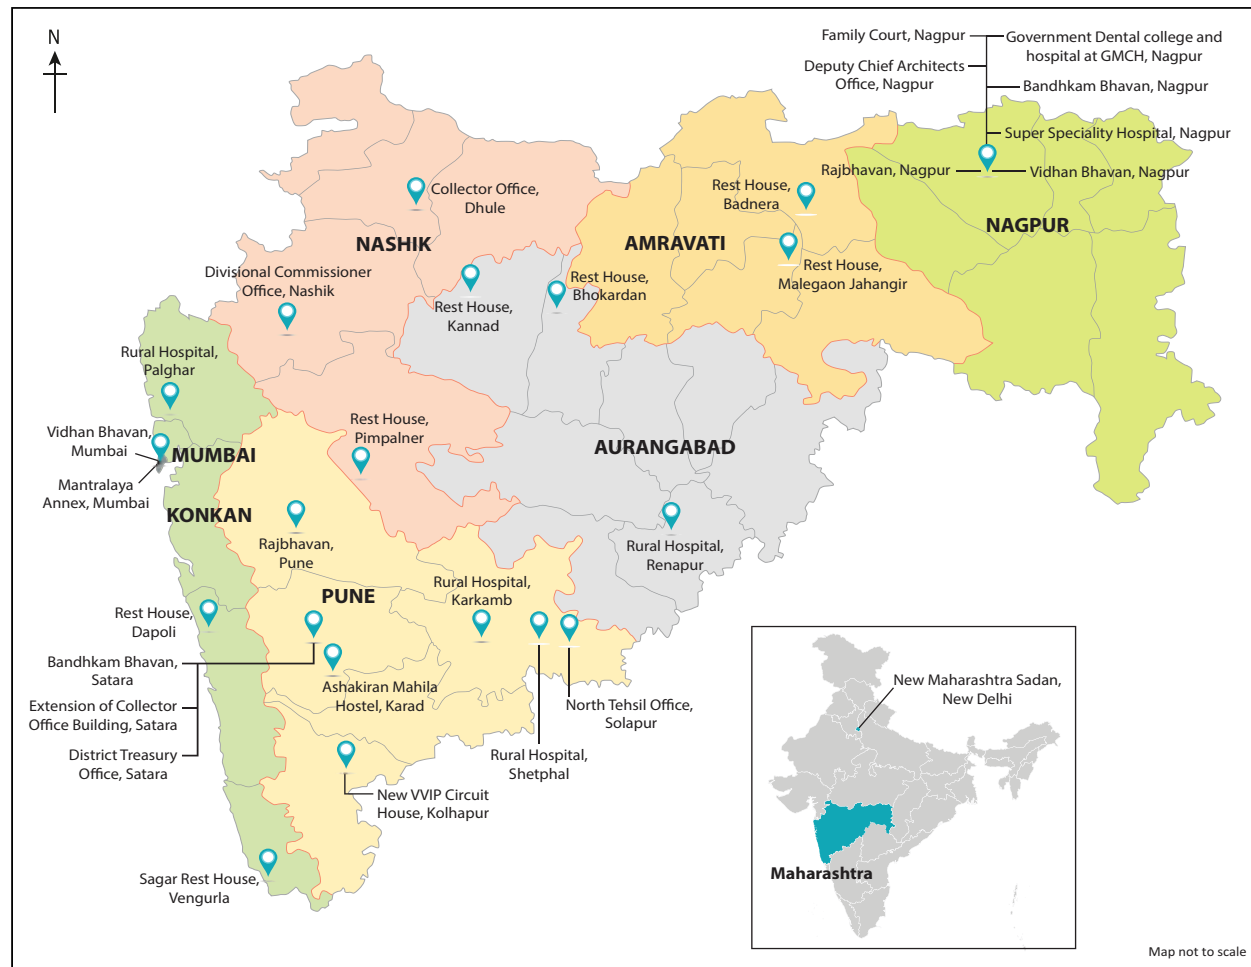 N
Family Court, Nagpur
Government Dental college and
hospital at GMCH, Nagpur
Deputy Chief Architects
Office, Nagpur
Bandhkam Bhavan, Nagpur
Super Speciality Hospital, Nagpur
Rajbhavan, Nagpur
Vidhan Bhavan, Nagpur
NAGPUR
Collector Office,
Dhule
NASHIK
Rest House,
Badnera
AMRAVATI
Divisional Commissioner
Office, Nashik
Rest House,
Kannad
Rest House,
Bhokardan
Rest House,
Malegaon Jahangir
Rural Hospital,
Palghar
Vidhan Bhavan,
Mumbai
MUMBAI
Mantralaya
Annex, Mumbai
Rest House,
Pimpalner
AURANGABAD
KONKAN
Rajbhavan,
Pune
Rural Hospital,
Renapur
PUNE
Rural Hospital,
Karkamb
Rest House,
Dapoli
Bandhkam Bhavan,
Satara
Ashakiran Mahila
Hostel, Karad
Extension of Collector
Office Building, Satara
North Tehsil Office,
Solapur
District Treasury
Office, Satara
Rural Hospital,
Shetphal
New VVIP Circuit
House, Kolhapur
Sagar Rest House,
Vengurla
New Maharashtra Sadan,
New Delhi
Maharashtra
Map not to scale